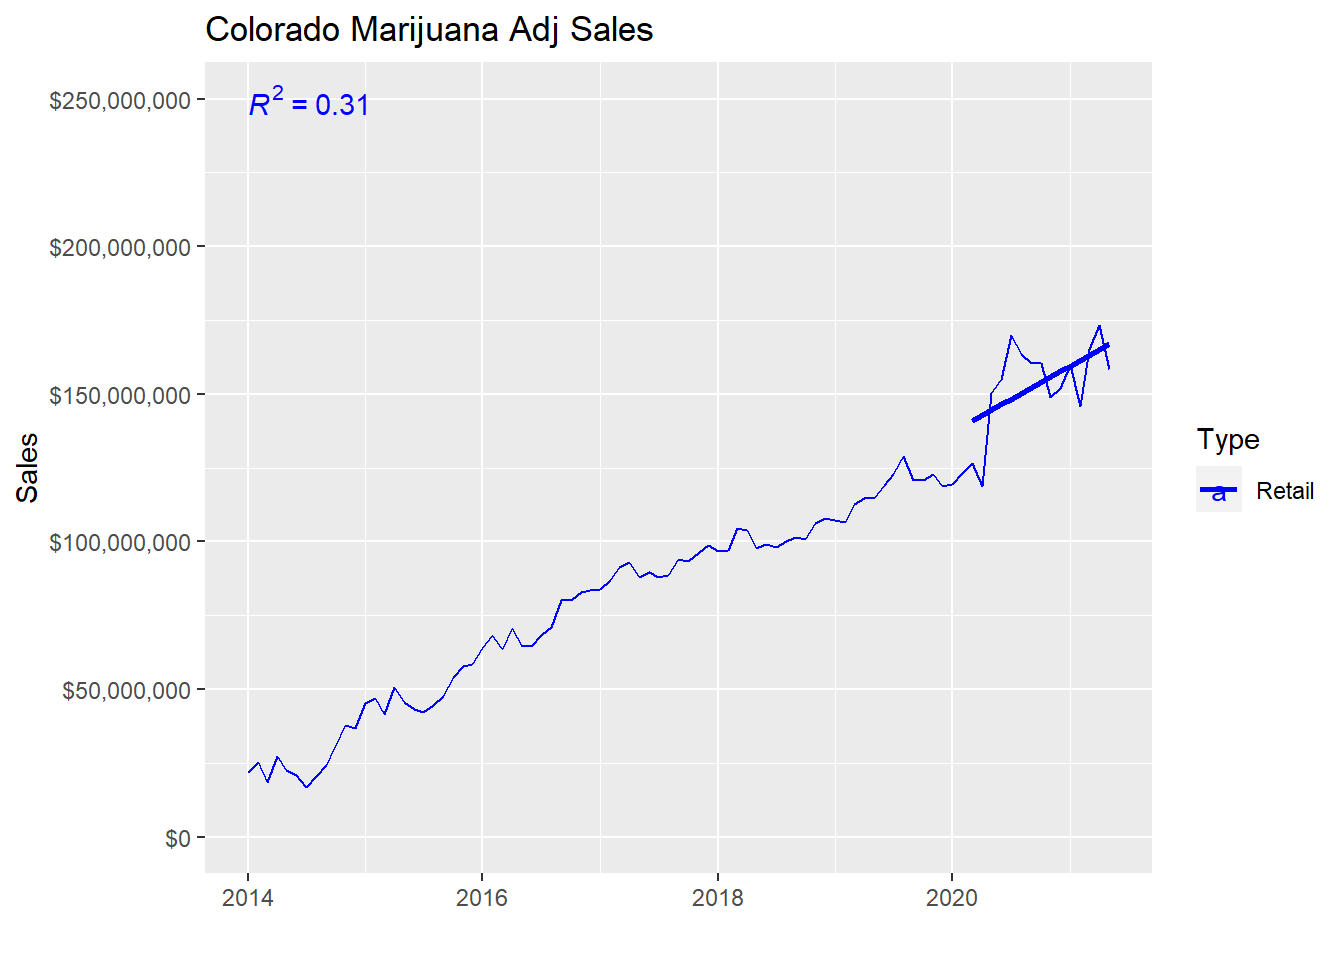 Colorado Marijuana Adj Sales
R² = 0.31
$250,000,000
$200,000,000
$150,000,000
$100,000,000
$50,000,000
$0
Sales
2014 2016 2018 2020
Type
a Retail